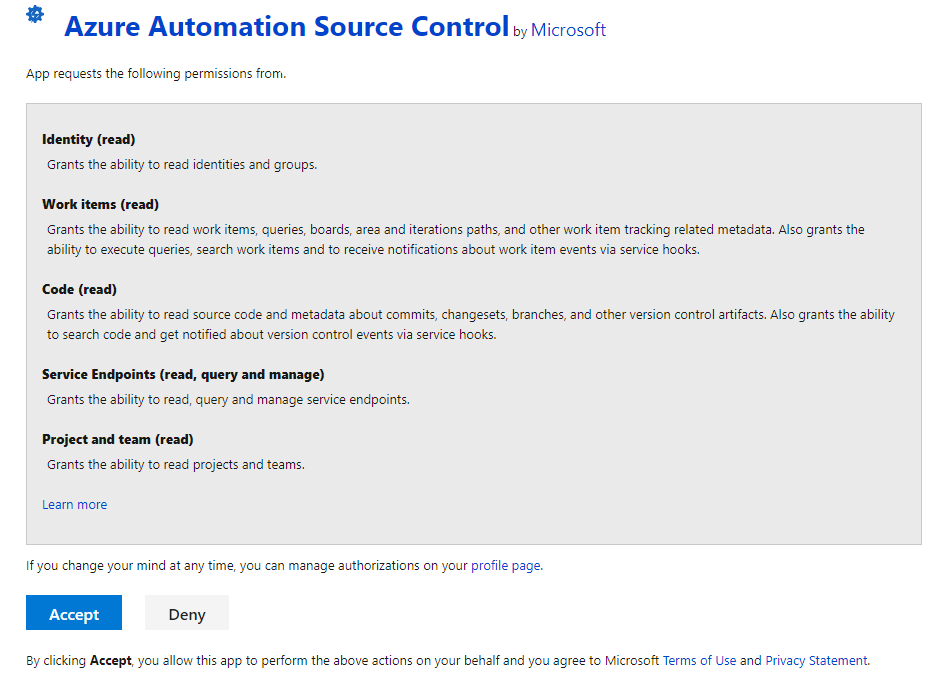 Azure Automation Source Control by Microsoft
App requests the following permissions from.
Identity (read)
Grants the ability to read identities and groups.
Work items (read)
Grants the ability to read work items, queries, boards, area and iterations paths, and other work item tracking related metadata. Also grants the
ability to execute queries, search work items and to receive notifications about work item events via service hooks.
Code (read)
Grants the ability to read source code and metadata about commits, changesets, branches, and other version control artifacts. Also grants the ability
to search code and get notified about version control events via service hooks.
Service Endpoints (read, query and manage)
Grants the ability to read, query and manage service endpoints.
Project and team (read)
Grants the ability to read projects and teams.
Learn more
If you change your mind at any time, you can manage authorizations on your profile page.
Accept Deny
By clicking Accept, you allow this app to perform the above actions on your behalf and you agree to Microsoft Terms of Use and Privacy Statement.